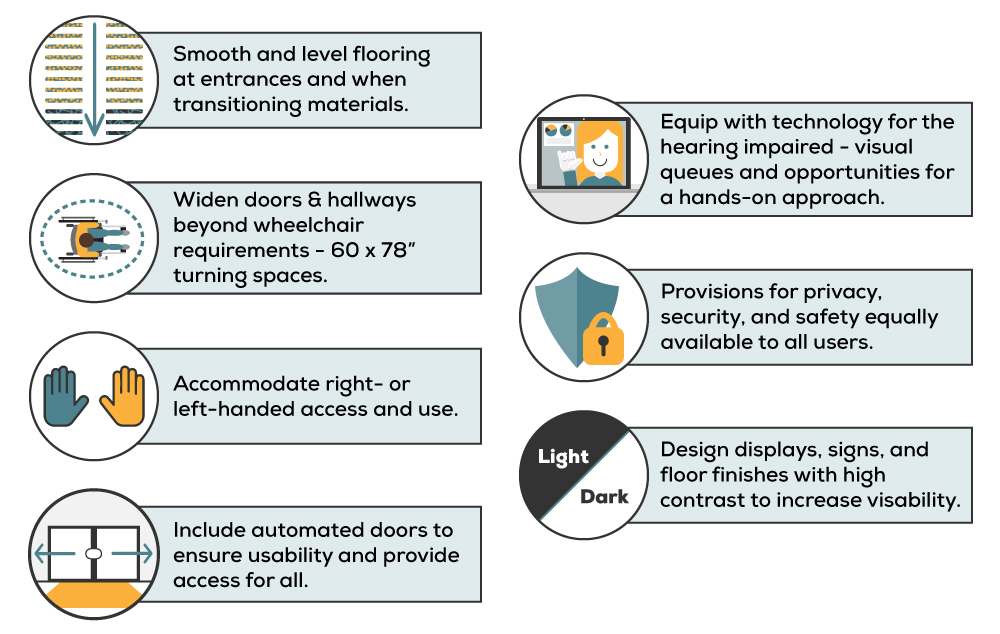 Smooth and level flooring
at entrances and when
transitioning materials.
Widen doors & hallways
beyond wheelchair
requirements - 60 x 78”
turning spaces.
Accommodate right- or
left-handed access and use.
Include automated doors to
ensure usability and provide
access for all.
Equip with technology for the
hearing impaired - visual
queues and opportunities for
a hands-on approach.
Provisions for privacy,
security, and safety equally
available to all users.
Light
Dark
Design displays, signs, and
floor finishes with high
contrast to increase visability.